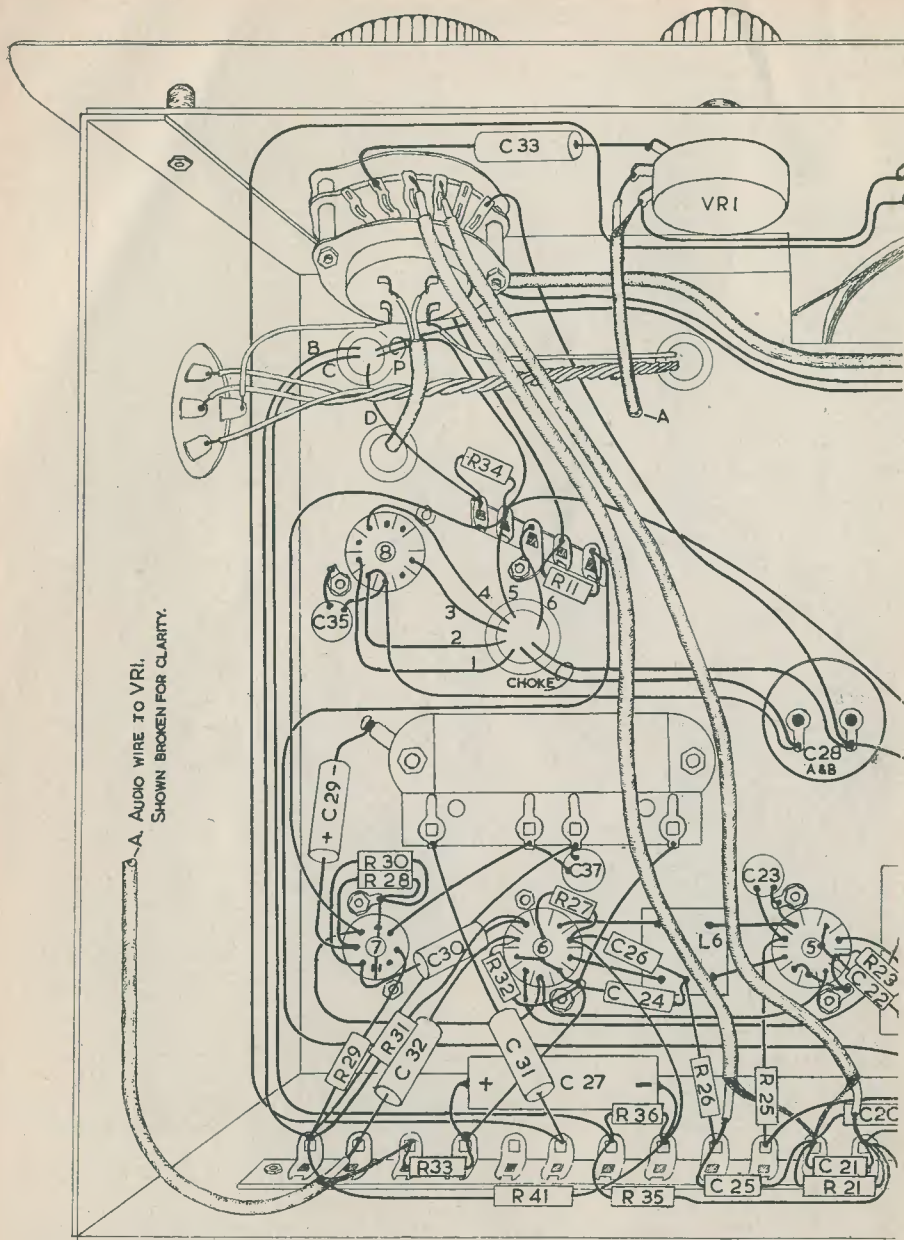 C 33
VR1
B
C
P
D
A
R34
8
R11
C35
4
5
6
3
2
1
CHOKE
C28
A&B
A. AUDIO WIRE TO VR1.
SHOWN BROKEN FOR CLARITY.
+ C 29 -
R 30
R 28
C37
C23
R27
7
C30
6
C26
L6
5
R23
C 22
R32
C 24
R29
R31
C 32
C 31
+ C 27 -
R 26
R 25
R 36
C20
R33
C 21
R 41
R 35
C 25
R 21